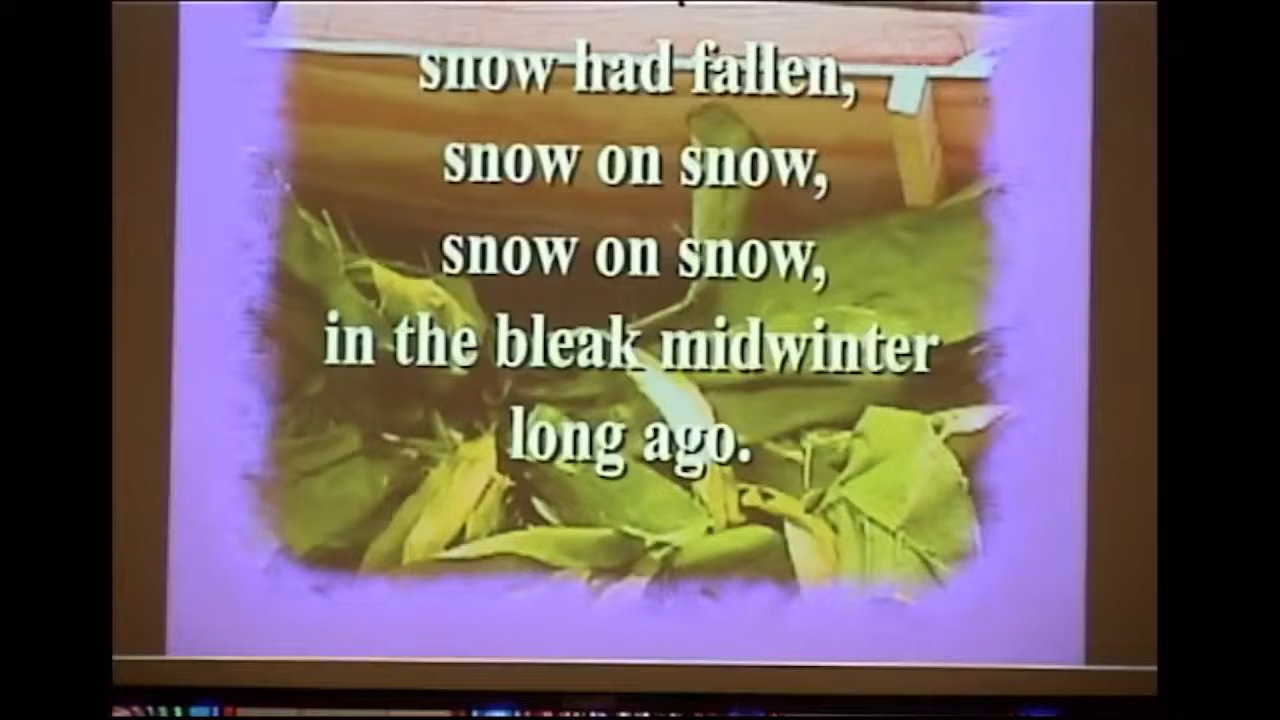 snow had fallen,
snow on snow,
snow on snow,
in the bleak midwinter
long ago.